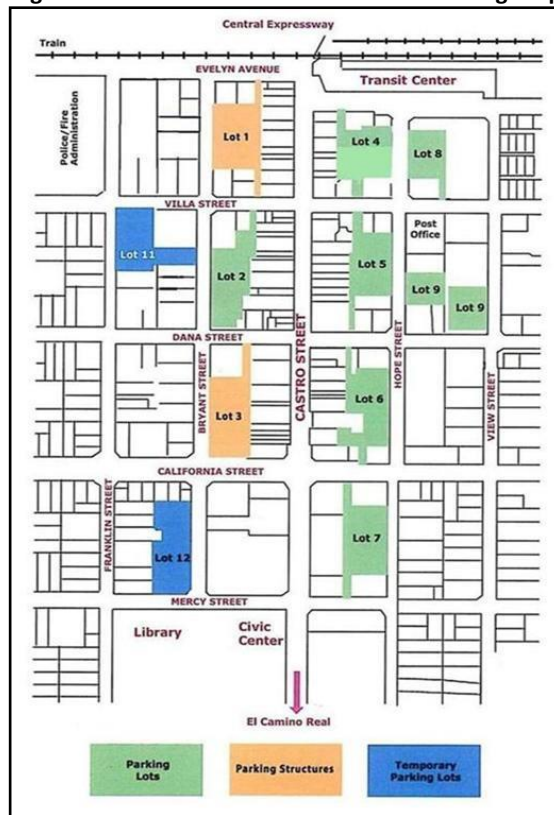 Central Expressway
Train
EVELYN AVENUE
Transit Center
Police/Fire
Administration
Lot 1
Lot 4
Lot 8
VILLA STREET
Lot 11
Post
Office
Lot 2
Lot 5
Lot 9
Lot 9
DANA STREET
BRYANT STREET
CASTRO STREET
HOPE STREET
VIEW STREET
Lot 3
Lot 6
CALIFORNIA STREET
FRANKLIN STREET
Lot 12
Lot 7
MERCY STREET
Library
Civic
Center
El Camino Real
Parking
Lots
Parking Structures
Temporary
Parking Lots